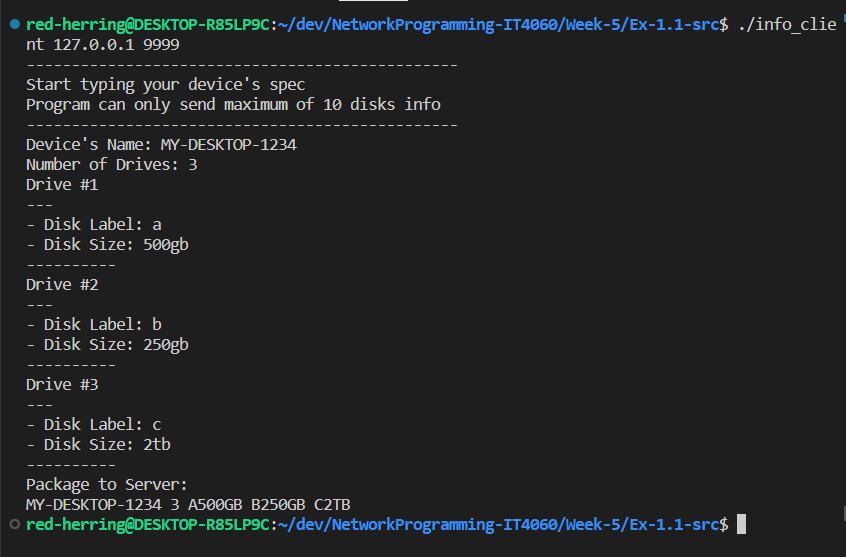 red-herring@DESKTOP-R85LP9C:~/dev/NetworkProgramming-IT4060/Week-5/Ex-1.1-src$ ./info_clie
nt 127.0.0.1 9999
------------------------------------------------
Start typing your device's spec
Program can only send maximum of 10 disks info
------------------------------------------------
Device's Name: MY-DESKTOP-1234
Number of Drives: 3
Drive #1
---
- Disk Label: a
- Disk Size: 500gb
----------
Drive #2
---
- Disk Label: b
- Disk Size: 250gb
----------
Drive #3
---
- Disk Label: c
- Disk Size: 2tb
----------
Package to Server:
MY-DESKTOP-1234 3 A500GB B250GB C2TB
red-herring@DESKTOP-R85LP9C:~/dev/NetworkProgramming-IT4060/Week-5/Ex-1.1-src$